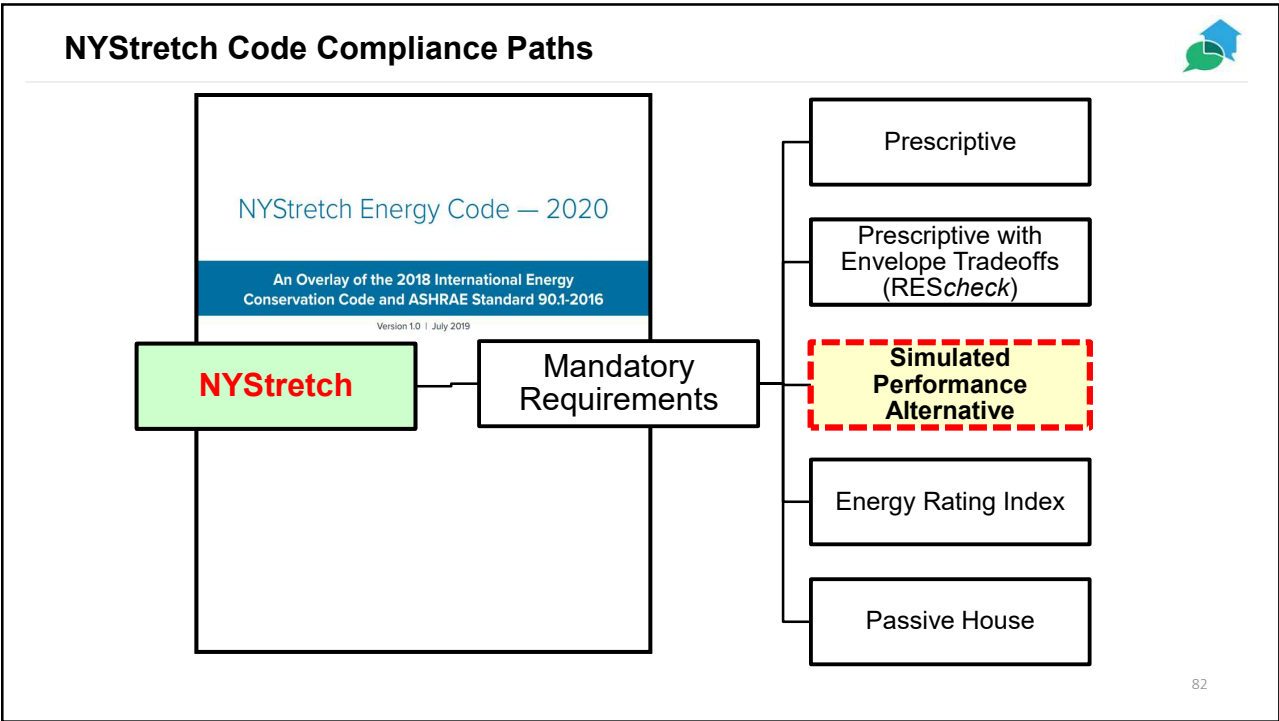 NYStretch Code Compliance Paths
NYStretch Energy Code — 2020
An Overlay of the 2018 International Energy
Conservation Code and ASHRAE Standard 90.1-2016
Version 1.0 | July 2019
NYStretch
Mandatory
Requirements
Prescriptive
Prescriptive with
Envelope Tradeoffs
(REScheck)
Simulated
Performance
Alternative
Energy Rating Index
Passive House
82